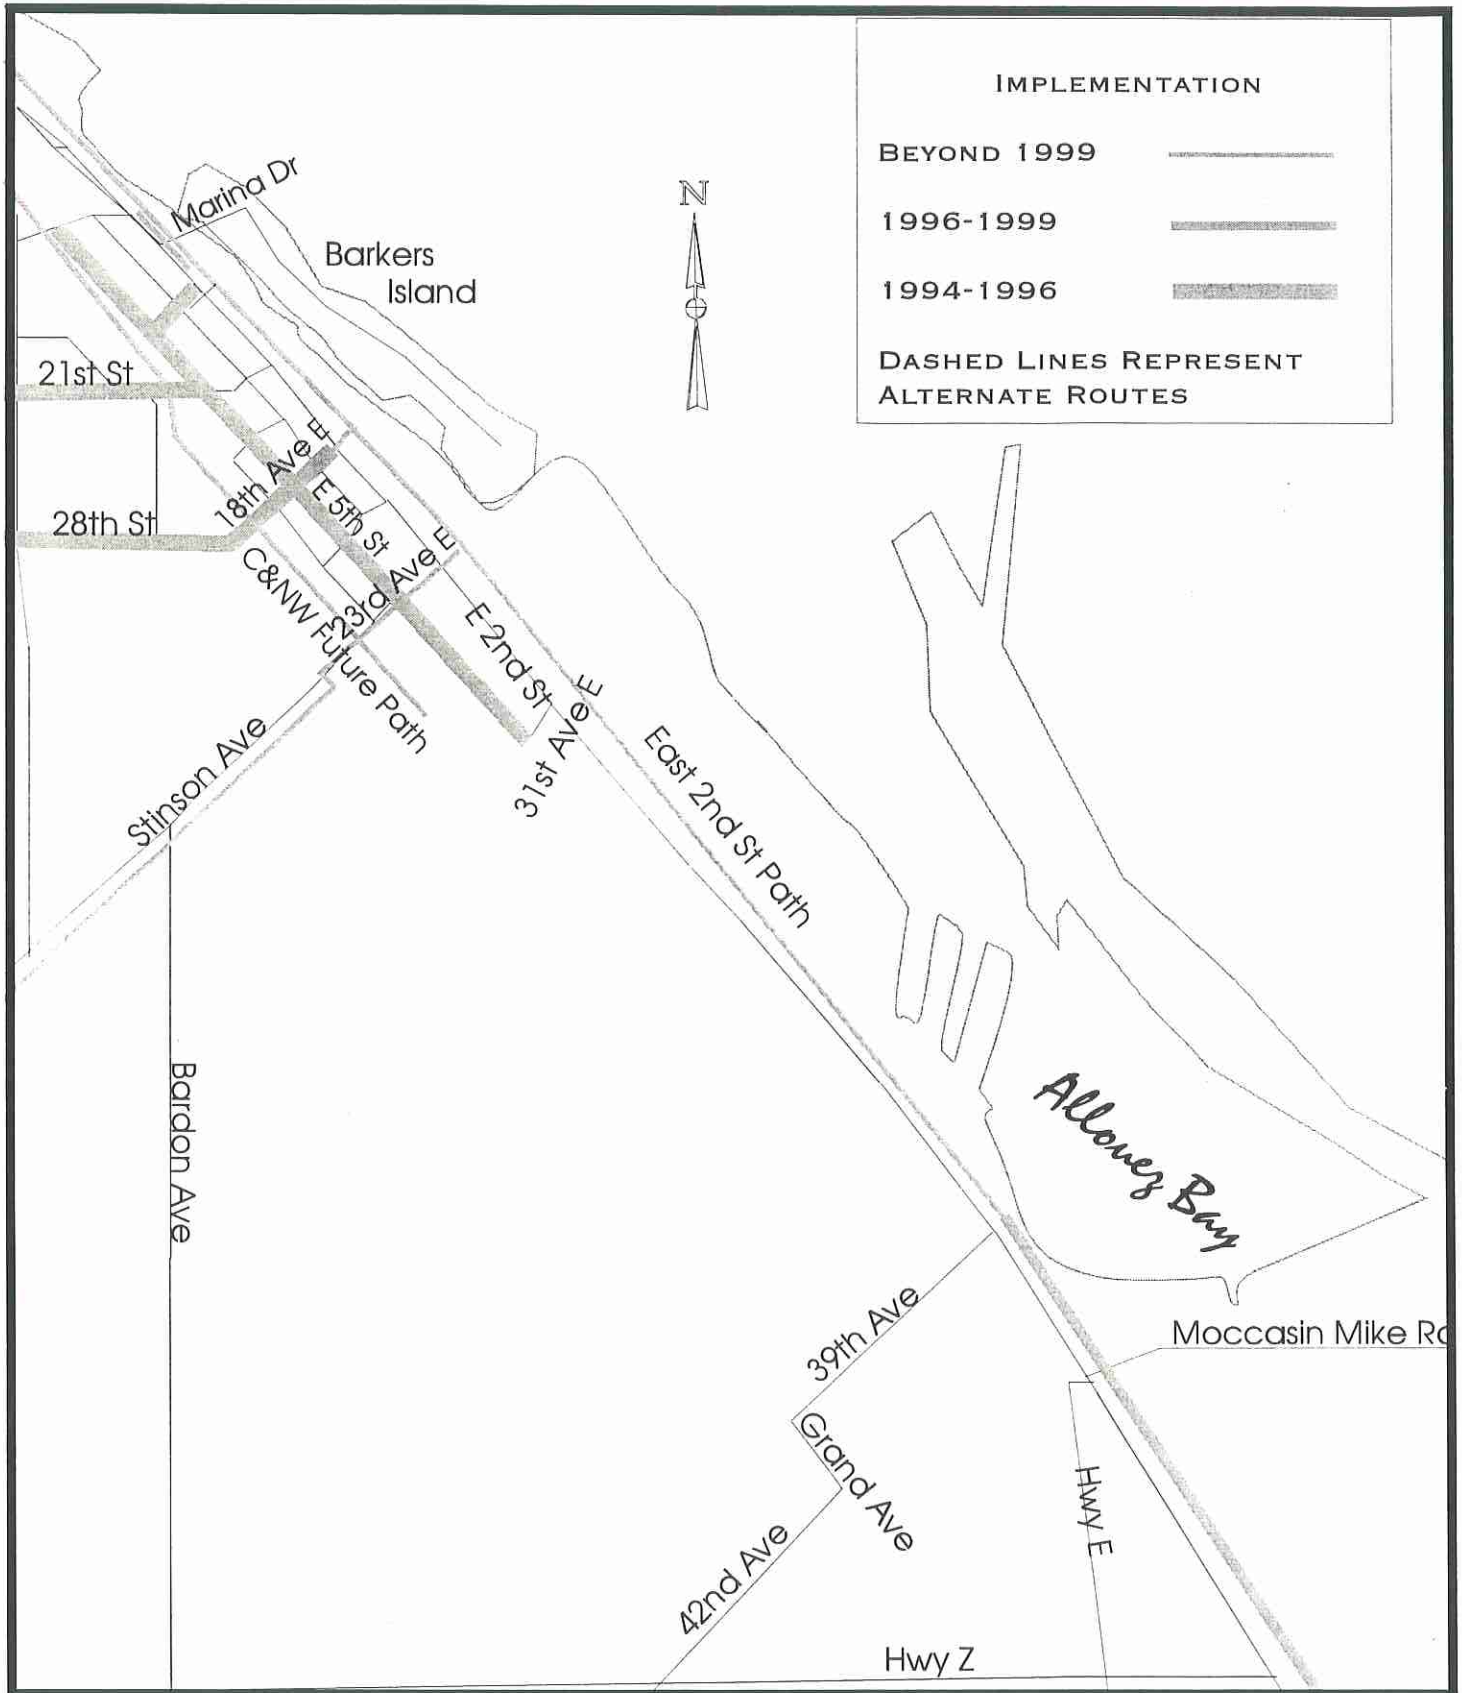 IMPLEMENTATION
BEYOND 1999
1996-1999
1994-1996
DASHED LINES REPRESENT
ALTERNATE ROUTES
N
Marina Dr
Barkers
Island
21st St
18th Ave E
E 5th St
28th St
23rd Ave E
C&NW Future Path
E 2nd St
31st Ave E
Stinson Ave
East 2nd St Path
Bardon Ave
Allouez Bay
39th Ave
Moccasin Mike Rd
Grand Ave
Hwy E
42nd Ave
Hwy Z